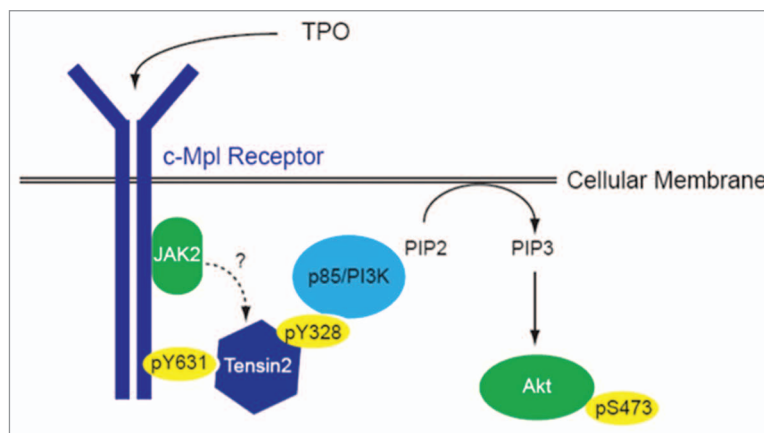 TPO
c-Mpl Receptor
Cellular Membrane
JAK2
?
p85/PI3K
PIP2
PIP3
pY328
pY631
Tensin2
Akt
pS473